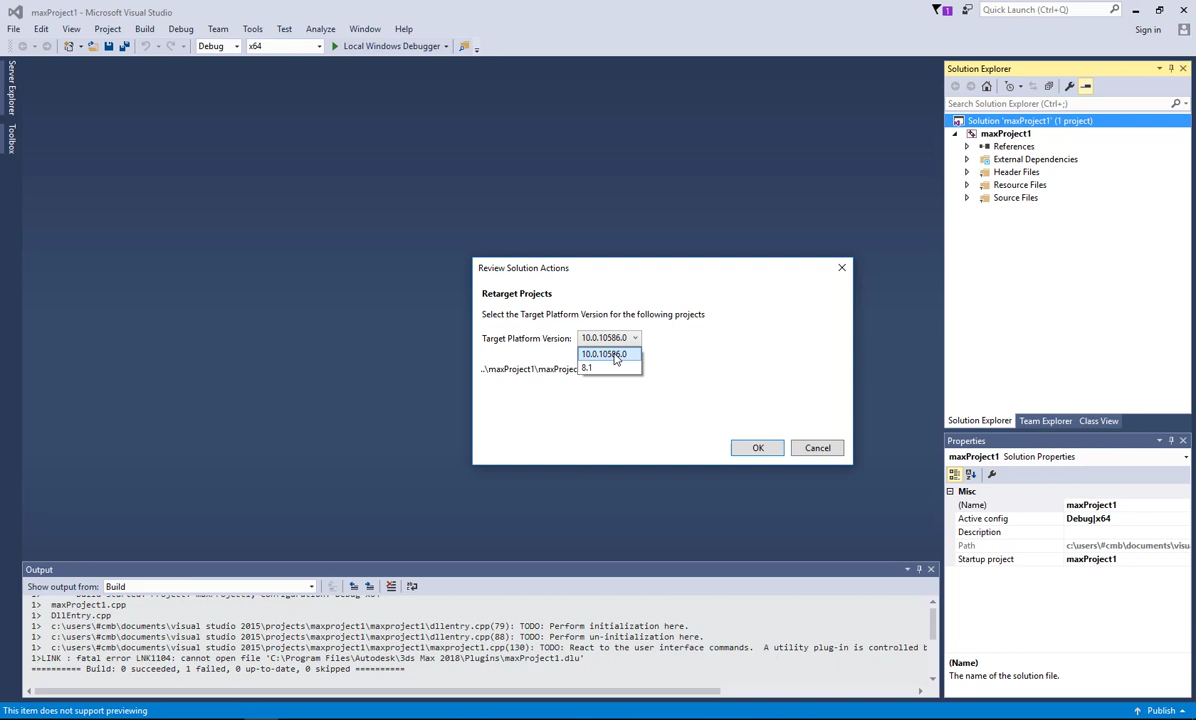 maxProject1 - Microsoft Visual Studio
1
Quick Launch (Ctrl+Q)
File Edit View Project Build Debug Team Tools Test Analyze Window Help
Sign in
Debug x64 Local Windows Debugger
Server Explorer
Toolbox
Solution Explorer
Search Solution Explorer (Ctrl+;)
Solution 'maxProject1' (1 project)
maxProject1
References
External Dependencies
Header Files
Resource Files
Source Files
Review Solution Actions
Retarget Projects
Select the Target Platform Version for the following projects
Target Platform Version: 10.0.10586.0
10.0.10586.0
8.1
..\maxProject1\maxProjec
OK Cancel
Solution Explorer Team Explorer Class View
Properties
maxProject1 Solution Properties
Misc
(Name) maxProject1
Active config Debug|x64
Description
Path c:\users\#cmb\documents\visu
Startup project maxProject1
(Name)
The name of the solution file.
Output
Show output from: Build
1> maxProject1.cpp
1> DllEntry.cpp
1> c:\users\#cmb\documents\visual studio 2015\projects\maxproject1\maxproject1\dllentry.cpp(79): TODO: Perform initialization here.
1> c:\users\#cmb\documents\visual studio 2015\projects\maxproject1\maxproject1\dllentry.cpp(88): TODO: Perform un-initialization here.
1> c:\users\#cmb\documents\visual studio 2015\projects\maxproject1\maxproject1\maxproject1.cpp(130): TODO: React to the user interface commands. A utility plug-in is controlled b
1>LINK : fatal error LNK1104: cannot open file 'C:\Program Files\Autodesk\3ds Max 2018\Plugins\maxProject1.dlu'
========== Build: 0 succeeded, 1 failed, 0 up-to-date, 0 skipped ==========
This item does not support previewing
Publish